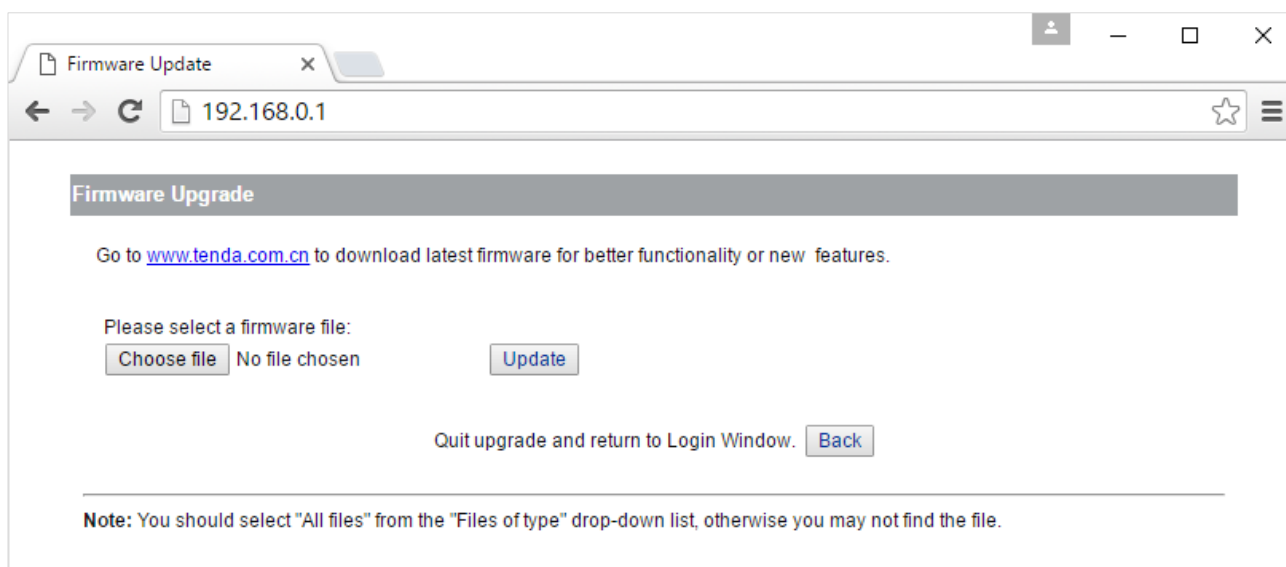 Firmware Update
192.168.0.1
Firmware Upgrade
Go to www.tenda.com.cn to download latest firmware for better functionality or new features.
Please select a firmware file:
Choose file No file chosen Update
Quit upgrade and return to Login Window. Back
Note: You should select "All files" from the "Files of type" drop-down list, otherwise you may not find the file.